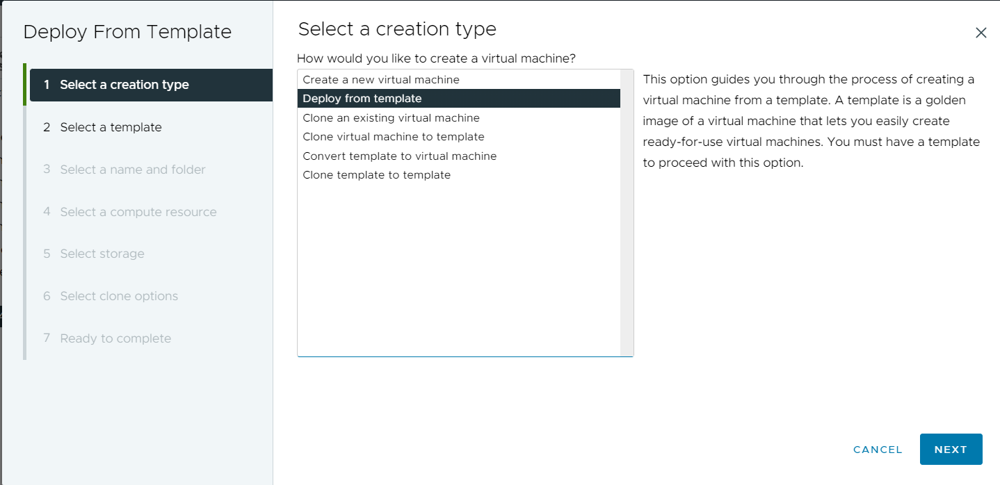 Deploy From Template
1 Select a creation type
2 Select a template
3 Select a name and folder
4 Select a compute resource
5 Select storage
6 Select clone options
7 Ready to complete
Select a creation type
How would you like to create a virtual machine?
Create a new virtual machine
Deploy from template
Clone an existing virtual machine
Clone virtual machine to template
Convert template to virtual machine
Clone template to template
This option guides you through the process of creating a
virtual machine from a template. A template is a golden
image of a virtual machine that lets you easily create
ready-for-use virtual machines. You must have a template
to proceed with this option.
CANCEL
NEXT